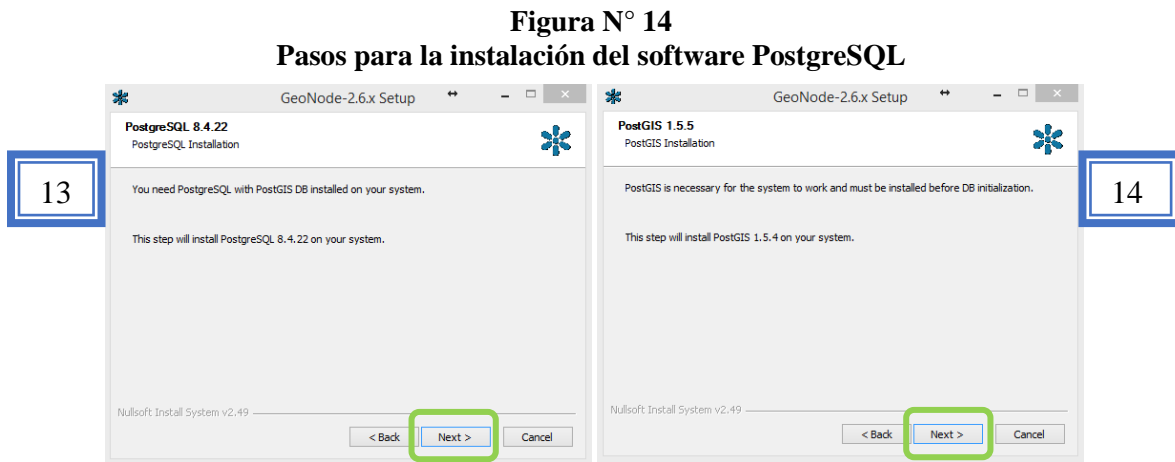 Figura N° 14
Pasos para la instalación del software PostgreSQL
GeoNode-2.6.x Setup
PostgreSQL 8.4.22
PostgreSQL Installation
13
You need PostgreSQL with PostGIS DB installed on your system.
This step will install PostgreSQL 8.4.22 on your system.
Nullsoft Install System v2.49
< Back
Next >
Cancel
GeoNode-2.6.x Setup
PostGIS 1.5.5
PostGIS Installation
14
PostGIS is necessary for the system to work and must be installed before DB initialization.
This step will install PostGIS 1.5.4 on your system.
Nullsoft Install System v2.49
< Back
Next >
Cancel